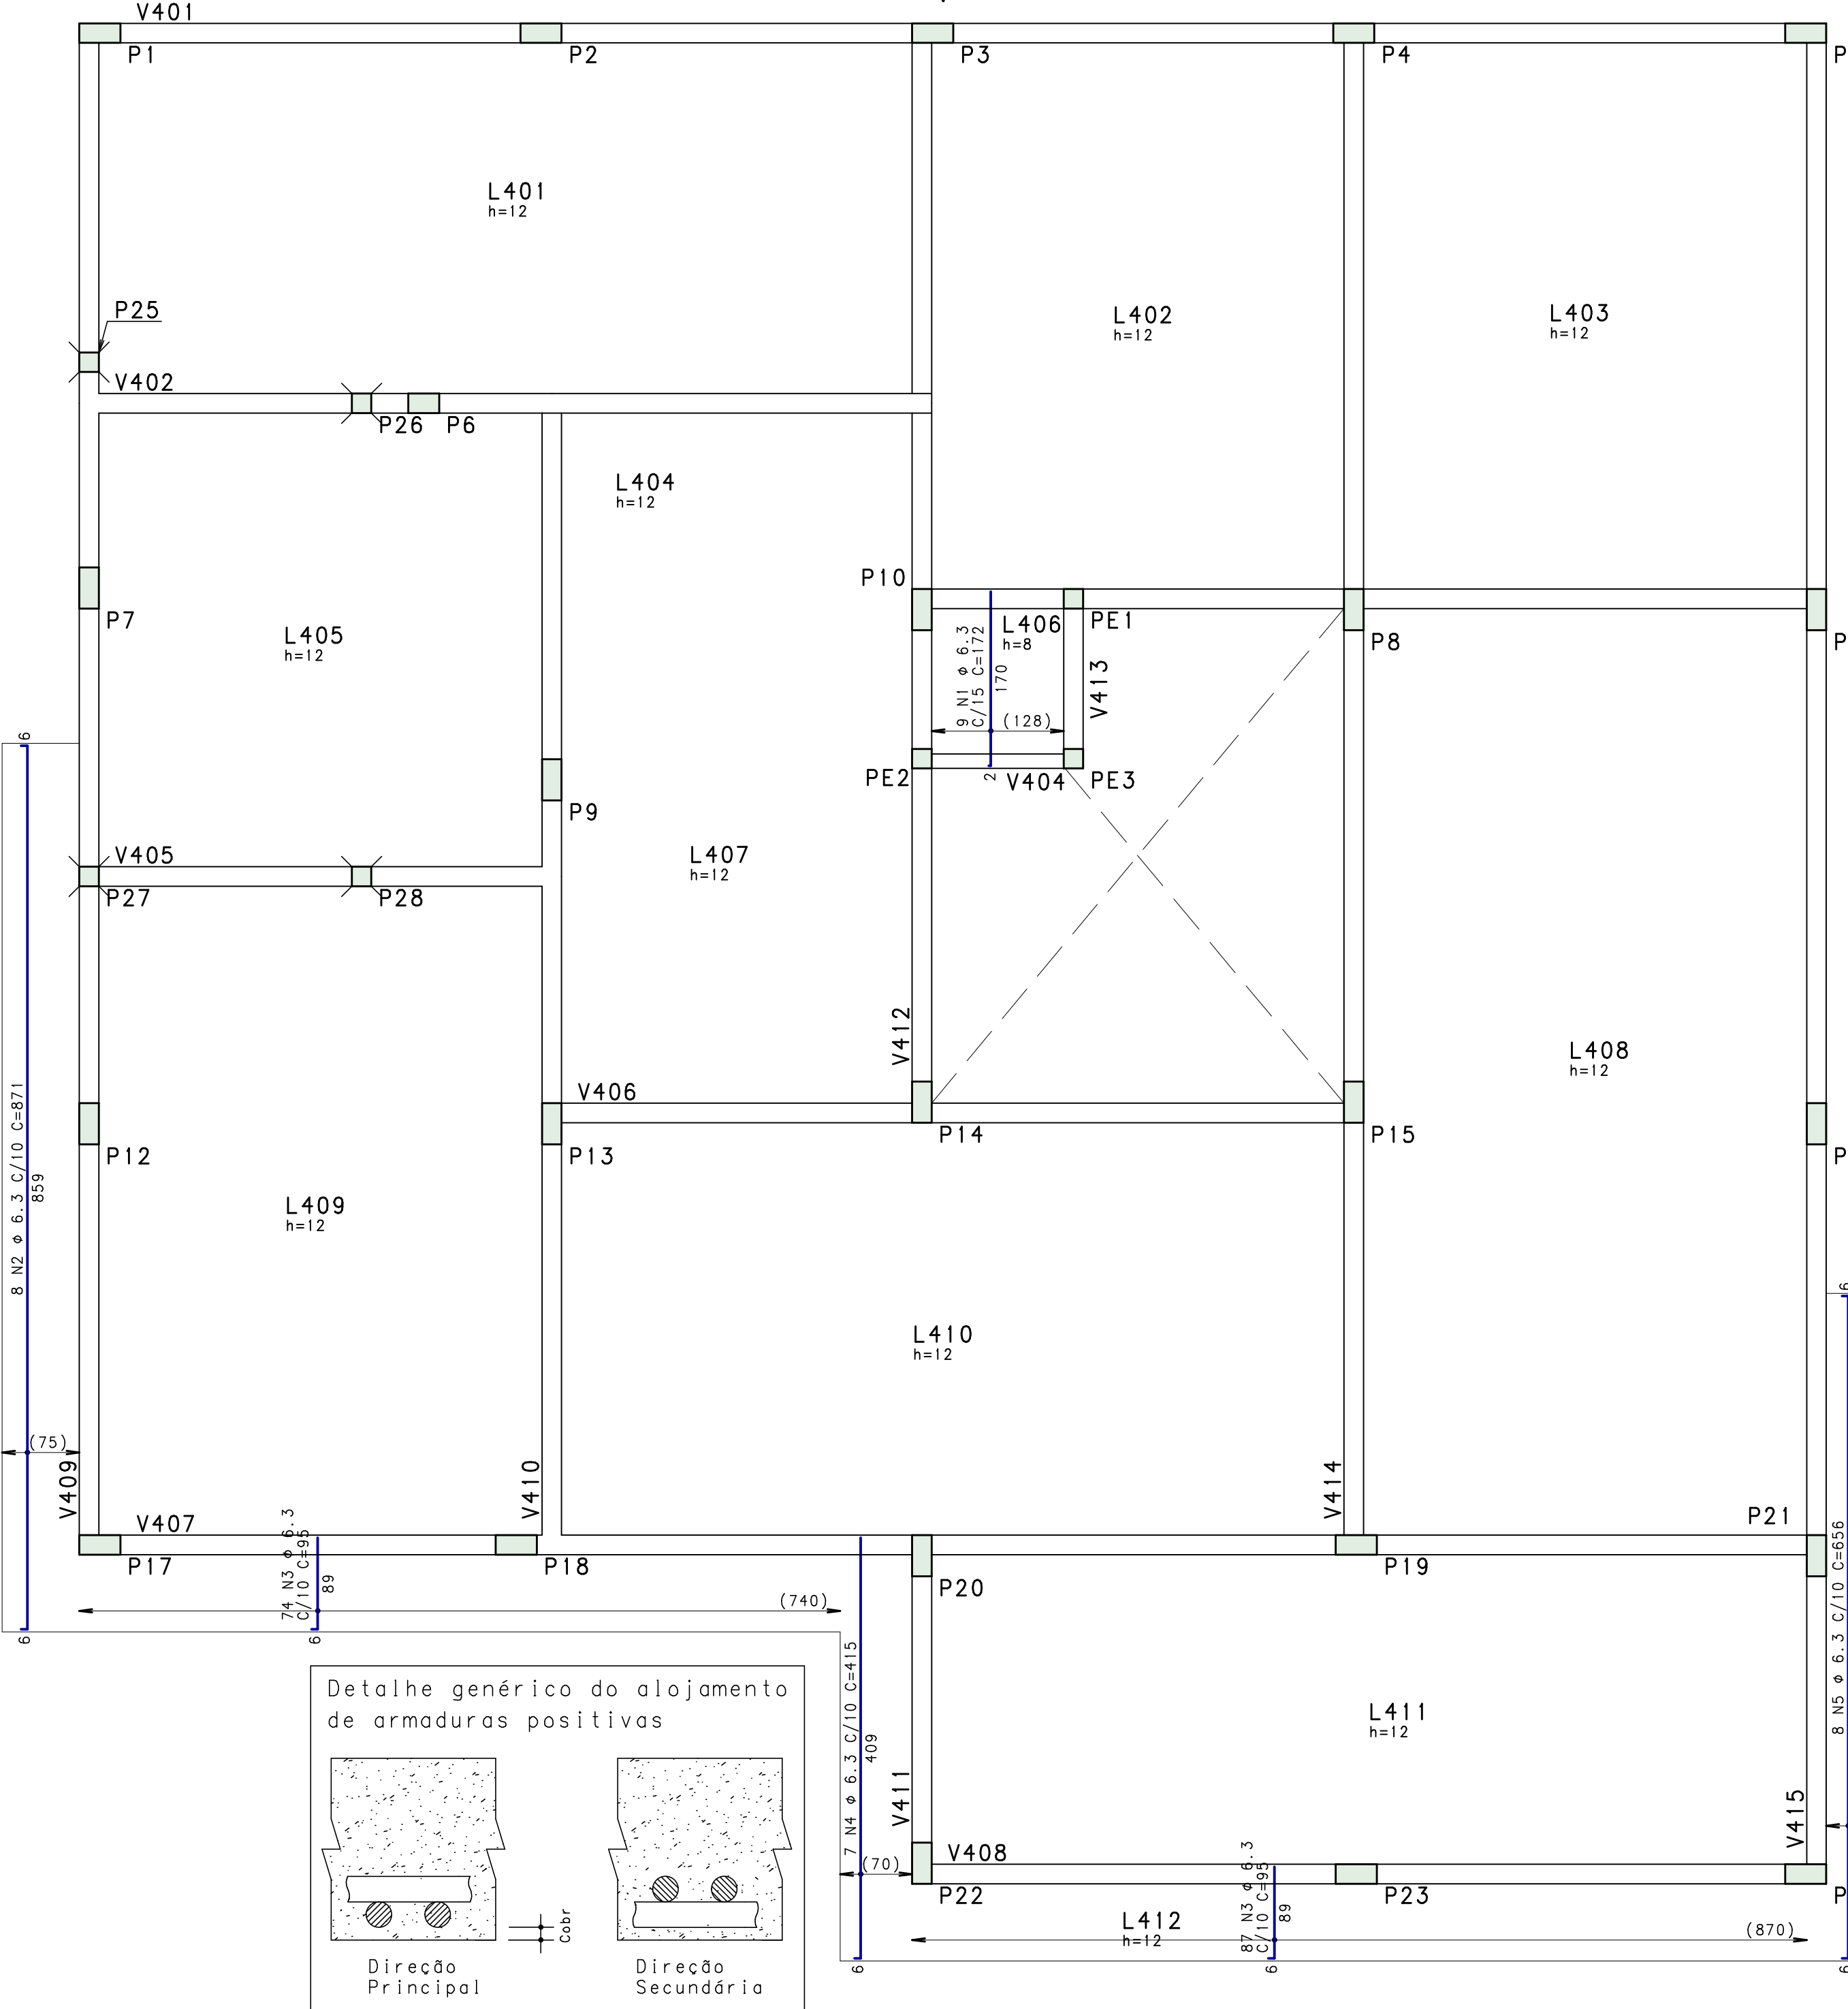 V401
P1
P2
P3
P4
P
L401
h=12
P25
L402
h=12
L403
h=12
V402
P26
P6
L404
h=12
P10
P7
L405
h=12
L406
h=8
PE1
P8
P
9 N1 φ 6.3
C/15 C=172
170
(128)
V413
2
PE2
V404
PE3
6
P9
V405
L407
h=12
P27
P28
V412
L408
h=12
V406
P12
P13
P14
P15
P
8 N2 φ 6.3 C/10 C=871
859
L409
h=12
6
L410
h=12
(75)
V409
V410
V414
V407
P21
P17
74 N3 φ 6.3
C/10 C=95
89
P18
P20
P19
8 N5 φ 6.3 C/10 C=656
(740)
6
6
Detalhe genérico do alojamento
de armaduras positivas
7 N4 φ 6.3 C/10 C=415
409
L411
h=12
V411
V415
(70)
V408
P22
87 N3 φ 6.3
C/10 C=95
89
P23
P
L412
h=12
(870)
Cobr
6
6
6
Direção
Principal
Direção
Secundária